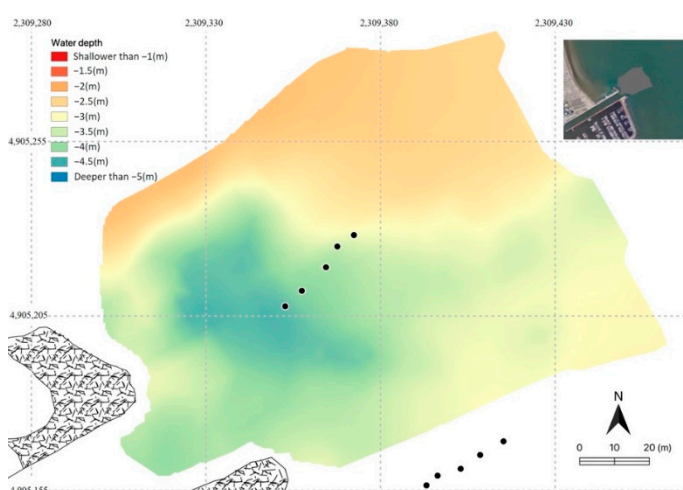 2,309,280 2,309,330 2,309,380 2,309,430
Water depth
Shallower than −1(m)
−1.5(m)
−2(m)
−2.5(m)
−3(m)
−3.5(m)
−4(m)
−4.5(m)
Deeper than −5(m)
4,905,255
4,905,205
4,905,155
N
0 10 20 (m)